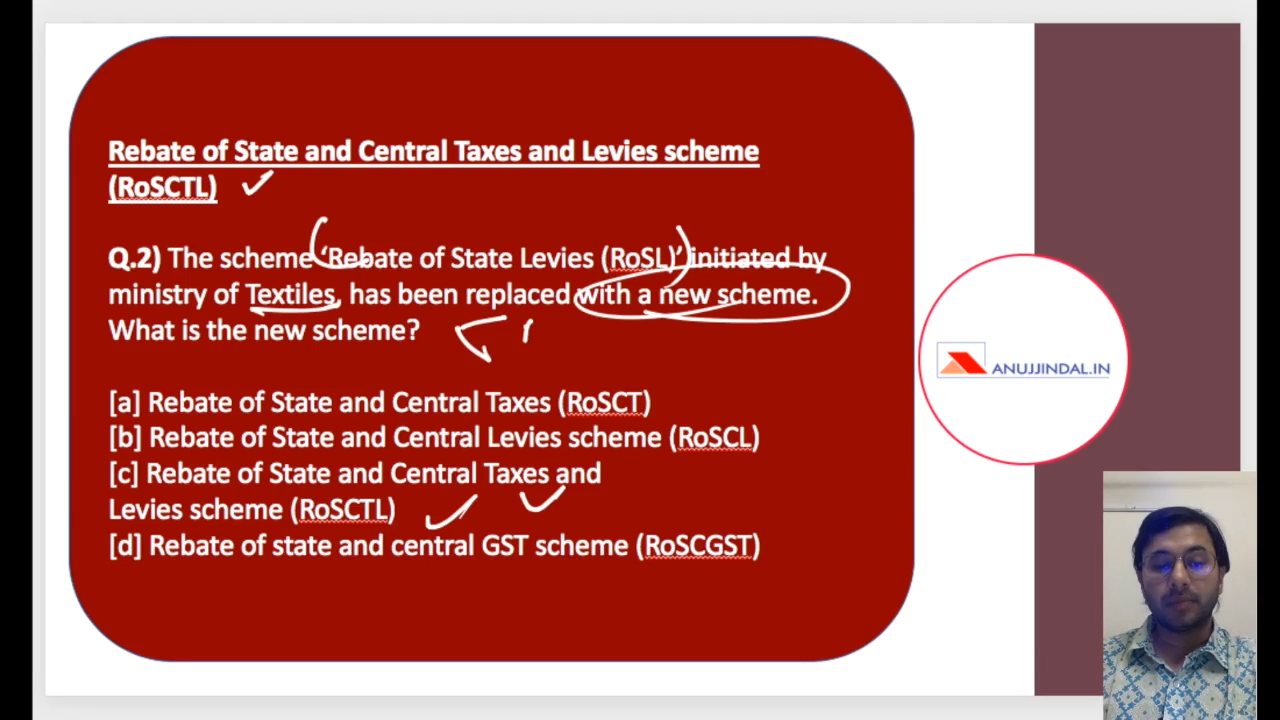 Rebate of State and Central Taxes and Levies scheme
(RoSCTL)
Q.2) The scheme ‘Rebate of State Levies (RoSL)’ initiated by
ministry of Textiles, has been replaced with a new scheme.
What is the new scheme?
[a] Rebate of State and Central Taxes (RoSCT)
[b] Rebate of State and Central Levies scheme (RoSCL)
[c] Rebate of State and Central Taxes and
Levies scheme (RoSCTL)
[d] Rebate of state and central GST scheme (RoSCGST)
ANUJJINDAL.IN